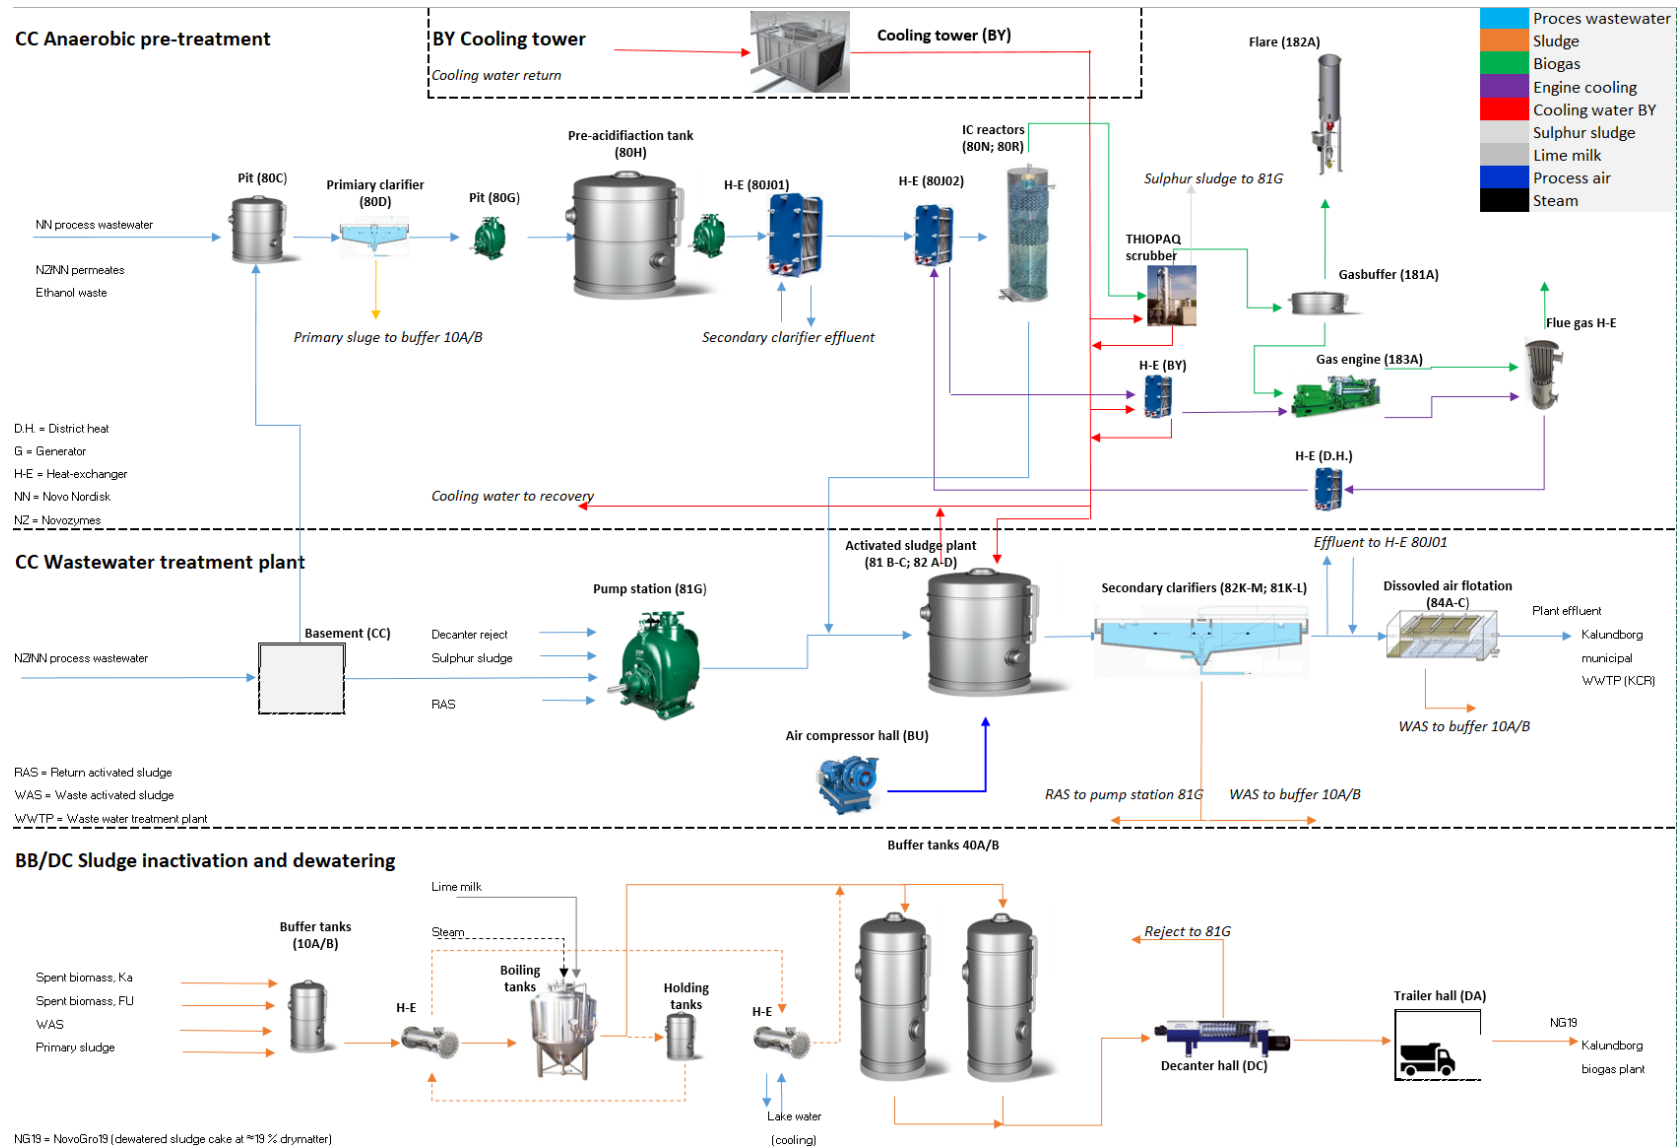 CC Anaerobic pre-treatment
BY Cooling tower
Cooling water return
Cooling tower (BY)
Flare (182A)
Proces wastewater
Sludge
Biogas
Engine cooling
Cooling water BY
Sulphur sludge
Lime milk
Process air
Steam
Pit (80C)
Primiary clarifier
(80D)
Pit (80G)
Pre-acidifiaction tank
(80H)
H-E (80J01)
H-E (80J02)
IC reactors
(80N; 80R)
Sulphur sludge to 81G
THIOPAQ
scrubber
Gasbuffer (181A)
Flue gas H-E
NN process wastewater
NZ/NN permeates
Ethanol waste
Primary sluge to buffer 10A/B
Secondary clarifier effluent
H-E (BY)
Gas engine (183A)
H-E (D.H.)
D.H. = District heat
G = Generator
H-E = Heat-exchanger
NN = Novo Nordisk
NZ = Novozymes
Cooling water to recovery
CC Wastewater treatment plant
Activated sludge plant
(81 B-C; 82 A-D)
Effluent to H-E 80J01
Pump station (81G)
Secondary clarifiers (82K-M; 81K-L)
Dissovled air flotation
(84A-C)
Plant effluent
Kalundborg
municipal
WWTP (KCR)
Basement (CC)
NZ/NN process wastewater
Decanter reject
Sulphur sludge
RAS
Air compressor hall (BU)
WAS to buffer 10A/B
RAS to pump station 81G
WAS to buffer 10A/B
RAS = Return activated sludge
WAS = Waste activated sludge
WWTP = Waste water treatment plant
BB/DC Sludge inactivation and dewatering
Buffer tanks 40A/B
Lime milk
Steam
Buffer tanks
(10A/B)
Spent biomass, Ka
Spent biomass, FU
WAS
Primary sludge
H-E
Boiling
tanks
Holding
tanks
H-E
Lake water
(cooling)
Reject to 81G
Decanter hall (DC)
Trailer hall (DA)
NG19
Kalundborg
biogas plant
NG19 = NovoGro19 (dewatered sludge cake at ≈19 % drymatter)